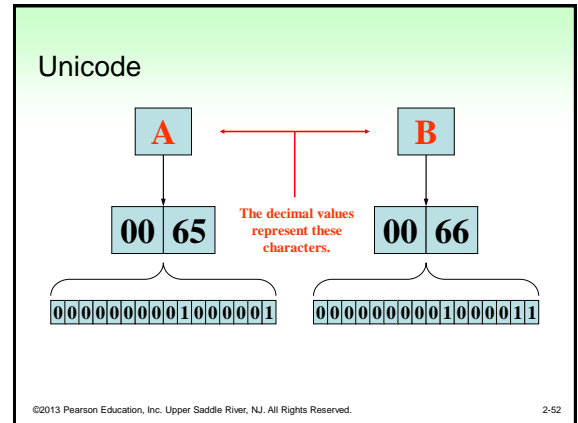 Unicode
A B
The decimal values
represent these
characters.
00 65 00 66
0000000001000001 0000000001000011
©2013 Pearson Education, Inc. Upper Saddle River, NJ. All Rights Reserved. 2-52